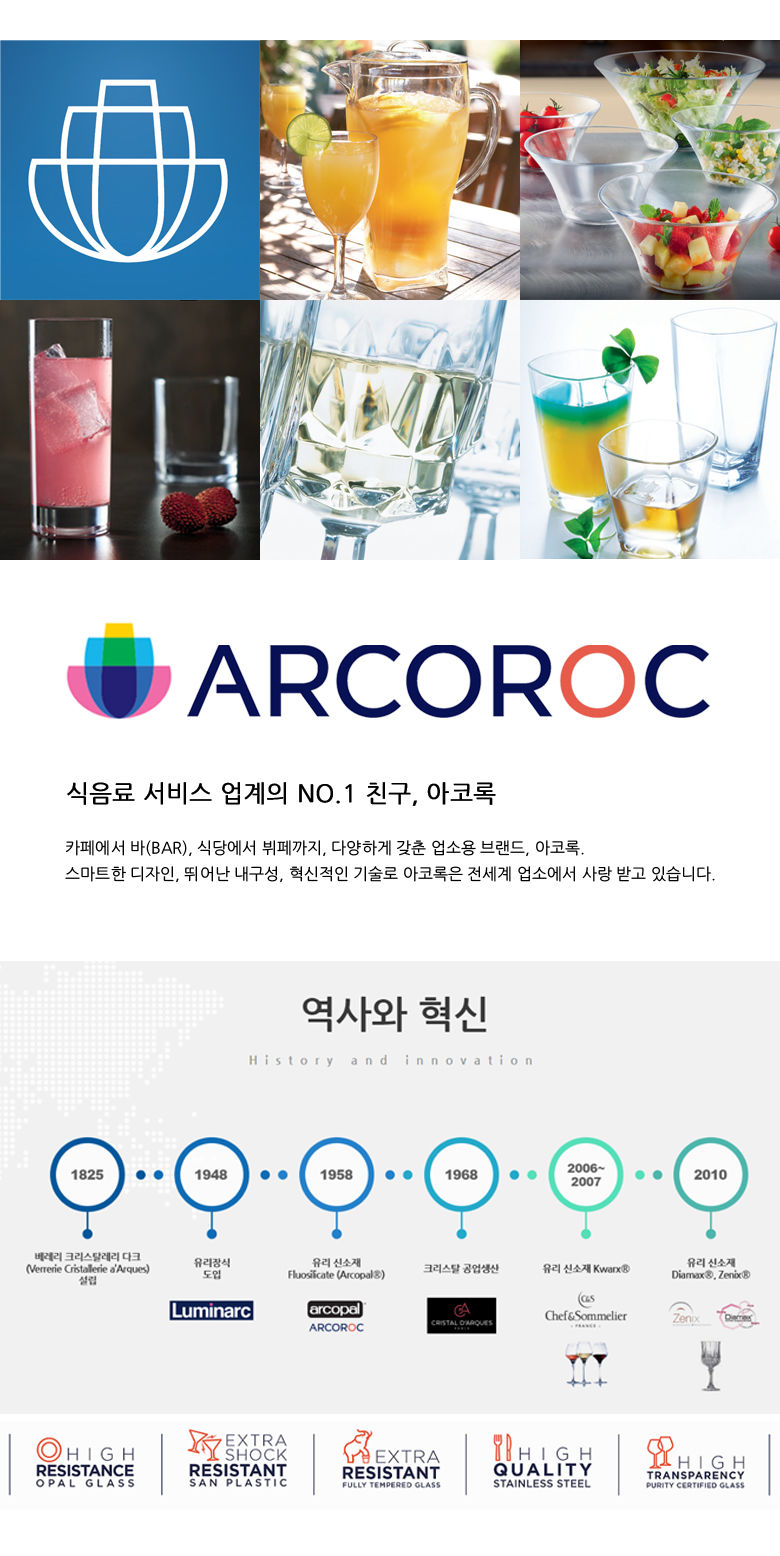 ARCOROC
식음료 서비스 업계의 NO.1 친구, 아코록
카페에서 바(BAR), 식당에서 뷔페까지, 다양하게 갖춘 업소용 브랜드, 아코록.
스마트한 디자인, 뛰어난 내구성, 혁신적인 기술로 아코록은 전세계 업소에서 사랑 받고 있습니다.
역사와 혁신
History and innovation
1825
베레리 크리스탈레리 다크
(Verrerie Cristallerie a'Arques)
설립
1948
유리장식
도입
Luminarc
1958
유리 신소재
Fluosilicate (Arcopal®)
arcopal
ARCOROC
1968
크리스탈 공업생산
CRISTAL D'ARQUES
PARIS
2006~
2007
유리 신소재 Kwarx®
C&S
Chef&Sommelier
- FRANCE -
2010
유리 신소재
Diamax®, Zenix®
Zenix
Diamax
HIGH
RESISTANCE
OPAL GLASS
EXTRA
SHOCK
RESISTANT
SAN PLASTIC
EXTRA
RESISTANT
FULLY TEMPERED GLASS
HIGH
QUALITY
STAINLESS STEEL
HIGH
TRANSPARENCY
PURITY CERTIFIED GLASS